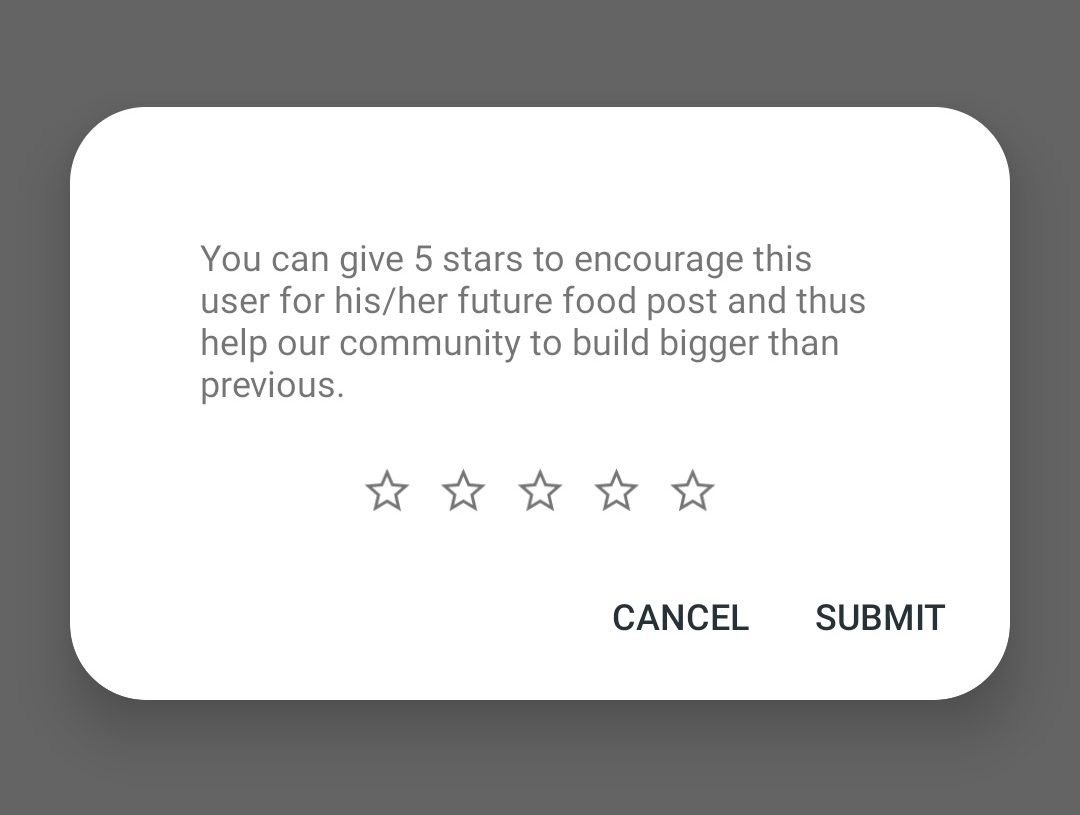 You can give 5 stars to encourage this
user for his/her future food post and thus
help our community to build bigger than
previous.
CANCEL SUBMIT